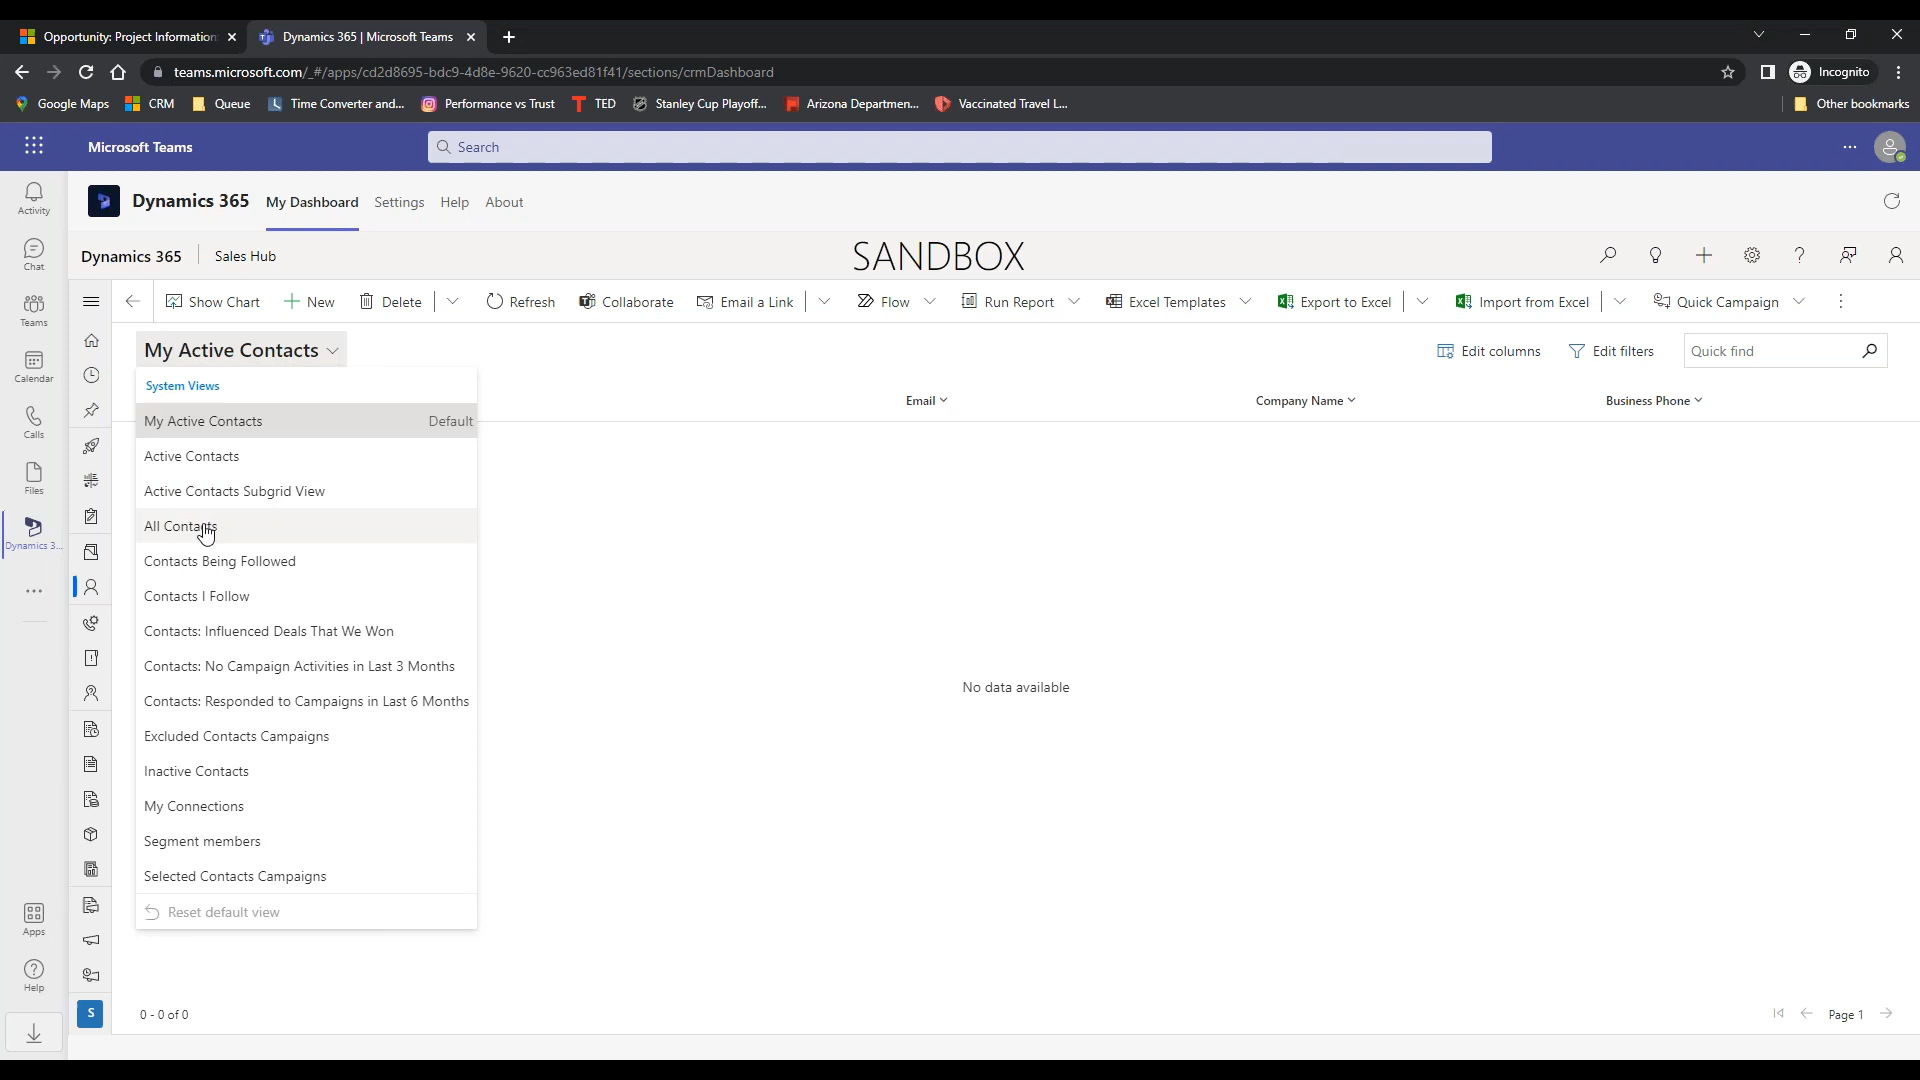 Opportunity: Project Information
Dynamics 365 | Microsoft Teams
teams.microsoft.com/_#/apps/cd2d8695-bdc9-4d8e-9620-cc963ed81f41/sections/crmDashboard
Incognito
Google Maps
CRM
Queue
Time Converter and...
Performance vs Trust
TED
Stanley Cup Playoff...
Arizona Departmen...
Vaccinated Travel L...
Other bookmarks
Microsoft Teams
Search
Activity
Chat
Teams
Calendar
Calls
Files
Dynamics 3...
Apps
Help
Dynamics 365
My Dashboard
Settings
Help
About
Dynamics 365
Sales Hub
SANDBOX
Show Chart
New
Delete
Refresh
Collaborate
Email a Link
Flow
Run Report
Excel Templates
Export to Excel
Import from Excel
Quick Campaign
My Active Contacts
Edit columns
Edit filters
Quick find
System Views
My Active Contacts Default
Active Contacts
Active Contacts Subgrid View
All Contacts
Contacts Being Followed
Contacts I Follow
Contacts: Influenced Deals That We Won
Contacts: No Campaign Activities in Last 3 Months
Contacts: Responded to Campaigns in Last 6 Months
Excluded Contacts Campaigns
Inactive Contacts
My Connections
Segment members
Selected Contacts Campaigns
Reset default view
Email
Company Name
Business Phone
No data available
S
0 - 0 of 0
Page 1